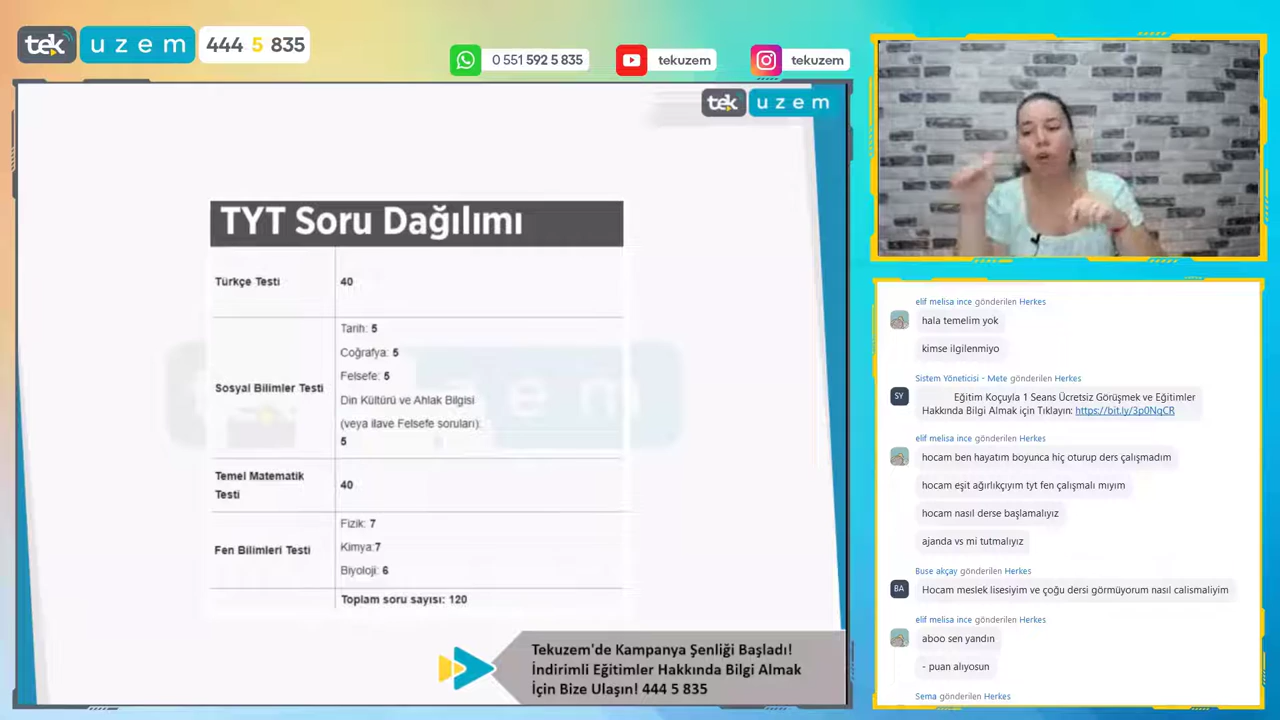 tek uzem 444 5 835
0 551 592 5 835
tekuzem
tekuzem
tek uzem
TYT Soru Dağılımı
Türkçe Testi 40
Sosyal Bilimler Testi
Tarih: 5
Coğrafya: 5
Felsefe: 5
Din Kültürü ve Ahlak Bilgisi
(veya ilave Felsefe soruları):
5
Temel Matematik
Testi
40
Fen Bilimleri Testi
Fizik: 7
Kimya:7
Biyoloji: 6
Toplam soru sayısı: 120
Tekuzem'de Kampanya Şenliği Başladı!
İndirimli Eğitimler Hakkında Bilgi Almak
İçin Bize Ulaşın! 444 5 835
elif melisa ince gönderilen Herkes
hala temelim yok
kimse ilgilenmiyo
Sistem Yöneticisi - Mete gönderilen Herkes
SY
Eğitim Koçuyla 1 Seans Ücretsiz Görüşmek ve Eğitimler
Hakkında Bilgi Almak için Tıklayın: https://bit.ly/3p0NqCR
elif melisa ince gönderilen Herkes
hocam ben hayatım boyunca hiç oturup ders çalışmadım
hocam eşit ağırlıkçıyım tyt fen çalışmalı mıyım
hocam nasıl derse başlamalıyız
ajanda vs mi tutmalıyız
Buse akçay gönderilen Herkes
BA
Hocam meslek lisesiyim ve çoğu dersi görmüyorum nasıl calismaliyim
elif melisa ince gönderilen Herkes
aboo sen yandın
- puan alıyosun
Sema gönderilen Herkes